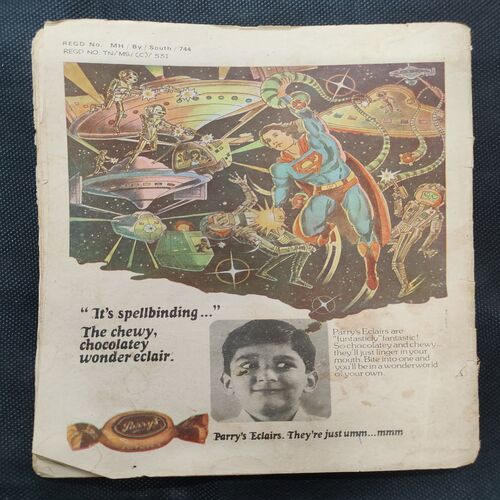 REGD No. MH / By / South / 744
REGD NO. TN/MS/(C)/ 531
"It's spellbinding..."
The chewy,
chocolatey
wonder eclair.
Parry's Eclairs are
"funtasticly" fantastic!
So chocolatey and chewy...
they'll just linger in your
mouth. Bite into one and
you'll be in a wonderworld
of your own.
Parry's
Parry's Eclairs. They're just umm...mmm